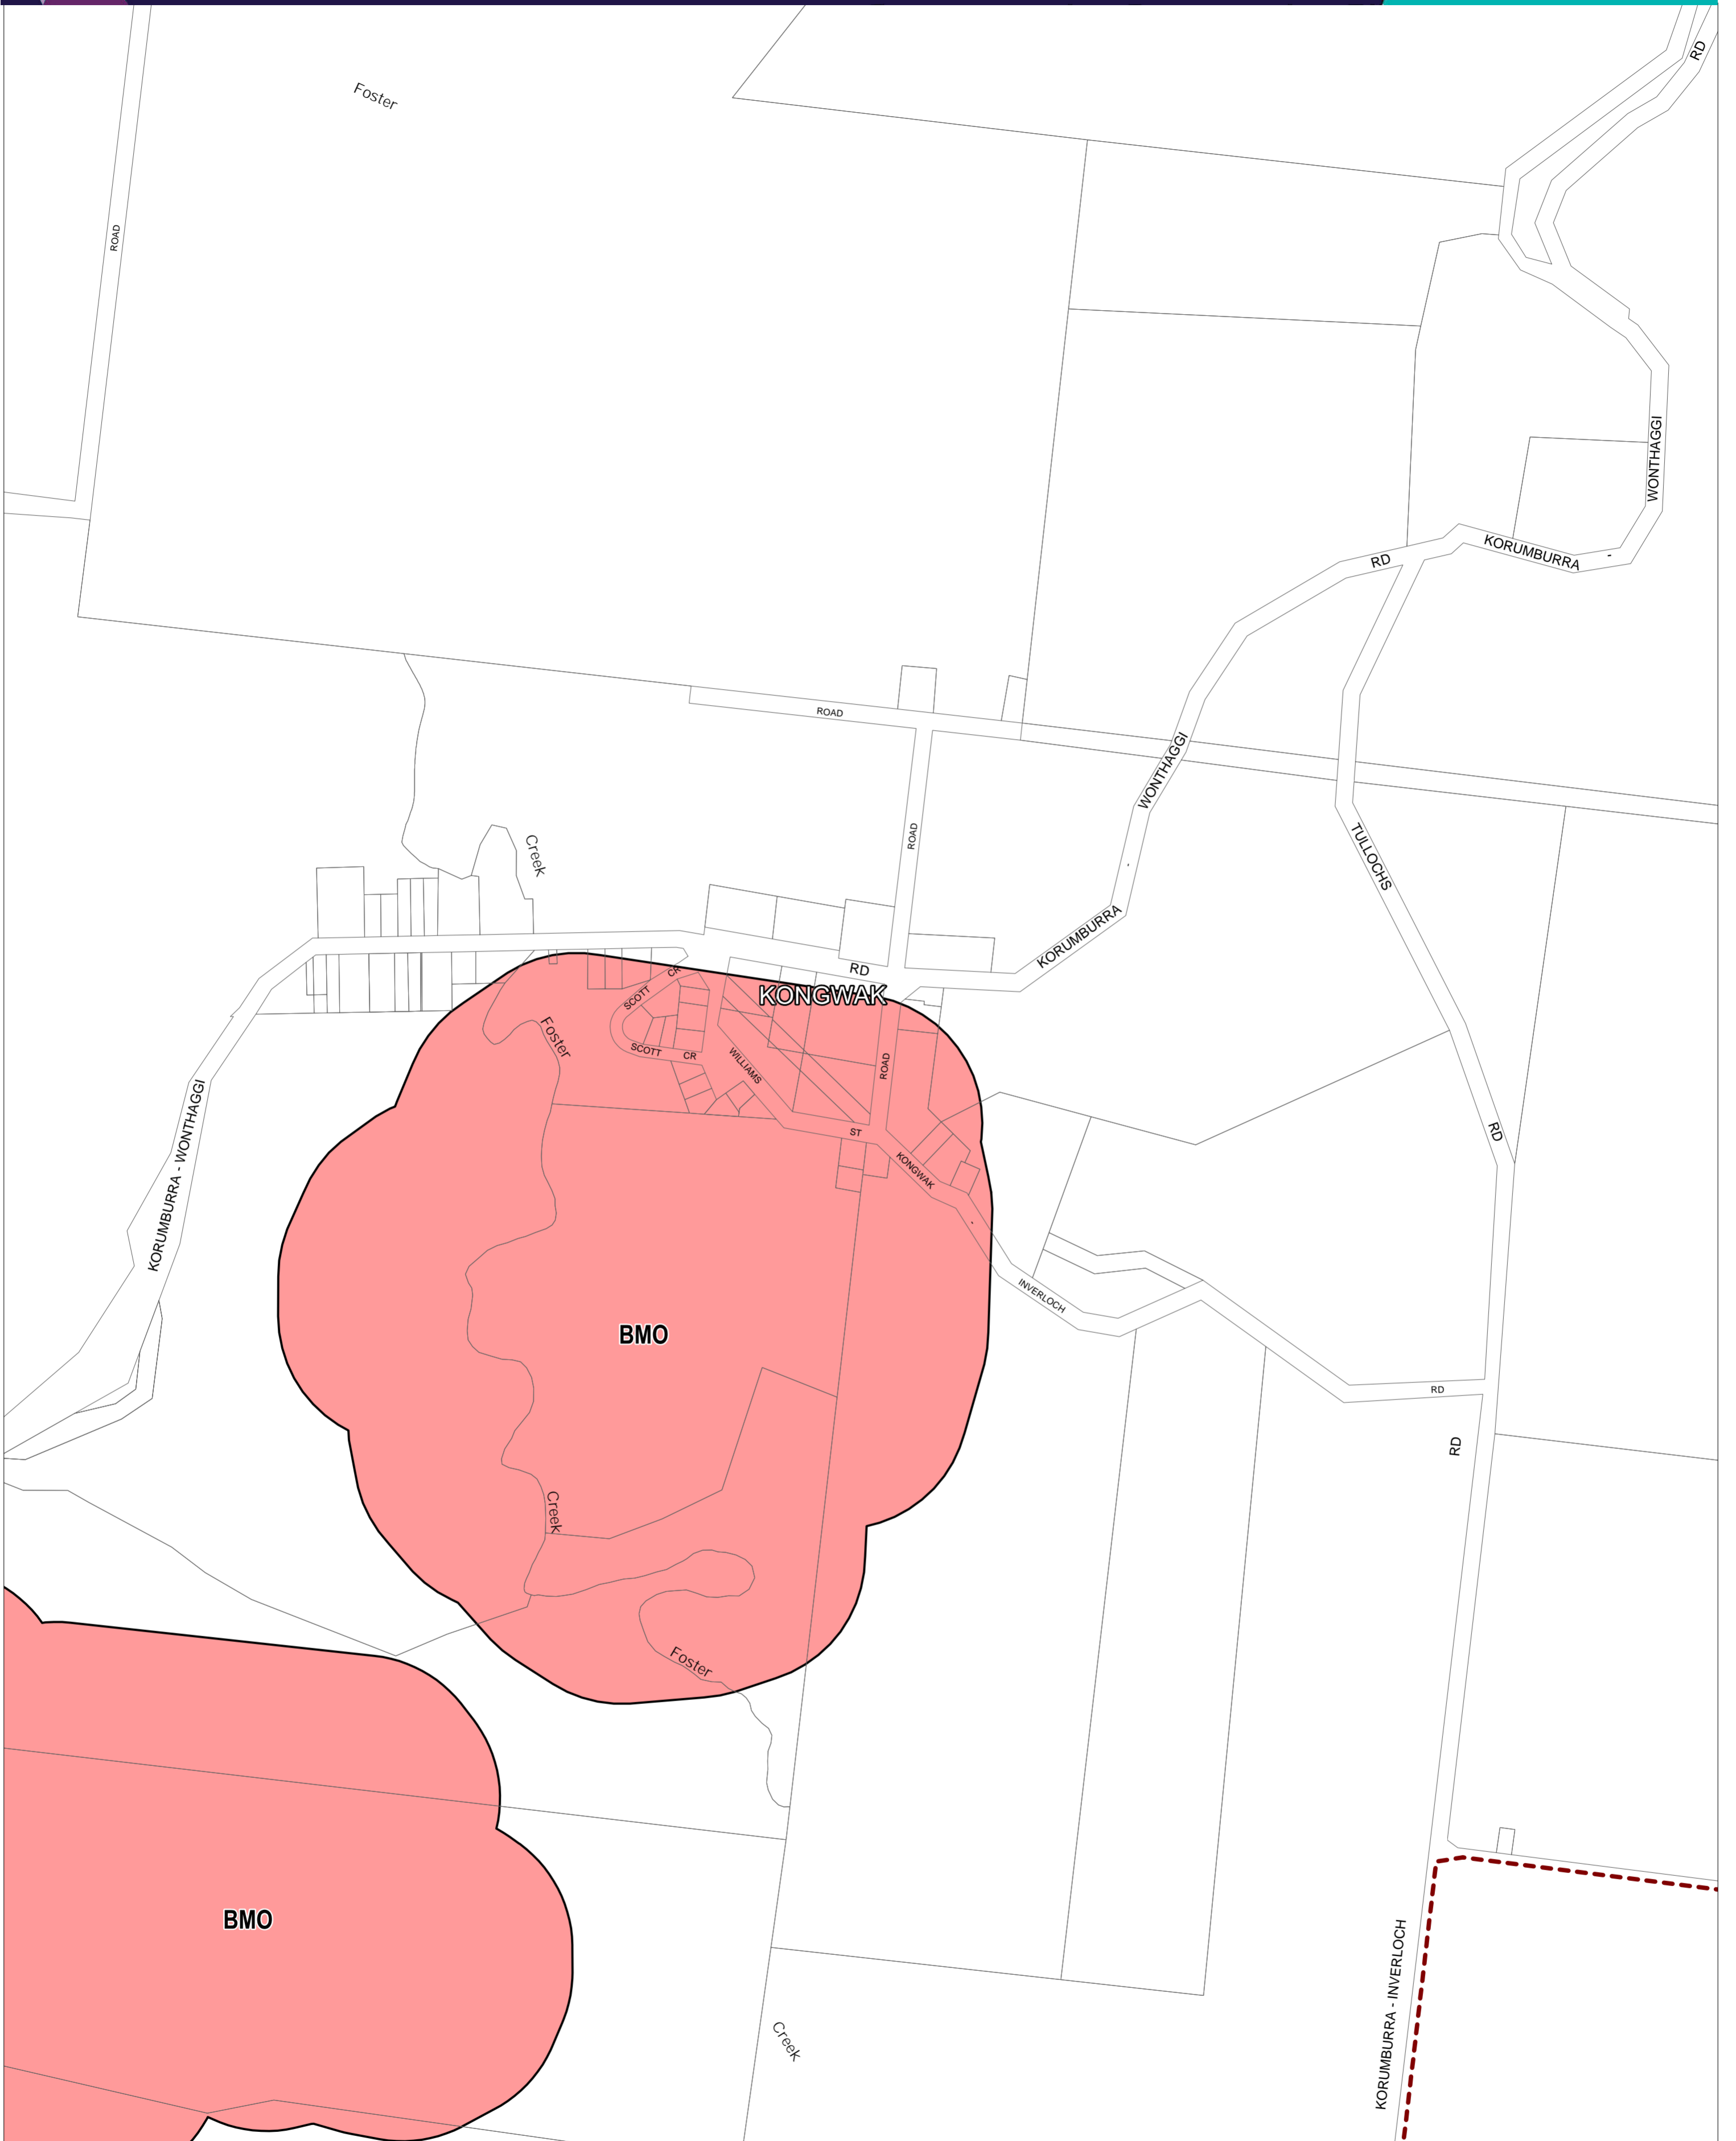 RD
Foster
ROAD
WONTHAGGI
KORUMBURRA
-
RD
ROAD
WONTHAGGI
ROAD
TULLOCHS
Creek
-
KORUMBURRA
RD
CR
KONGWAK
SCOTT
Foster
SCOTT CR
WILLIAMS
ROAD
ST
RD
KONGWAK
KORUMBURRA - WONTHAGGI
-
INVERLOCH
BMO
RD
RD
Creek
Foster
BMO
KORUMBURRA - INVERLOCH
Creek